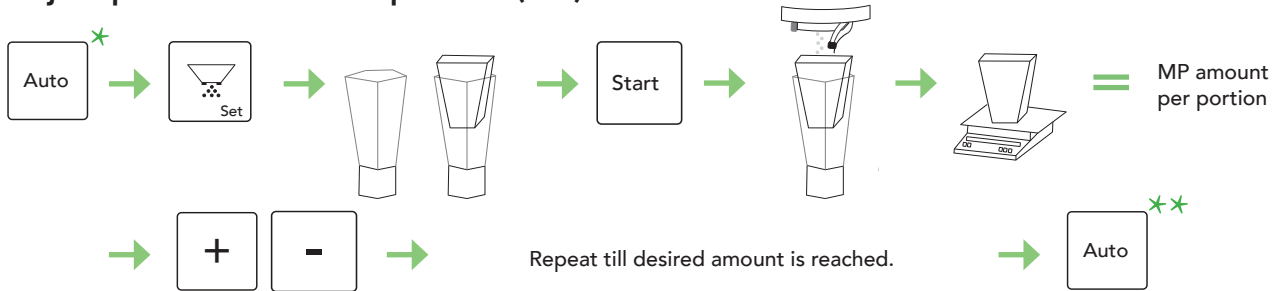 Auto
Set
Start
MP amount
per portion
+
-
Repeat till desired amount is reached.
Auto